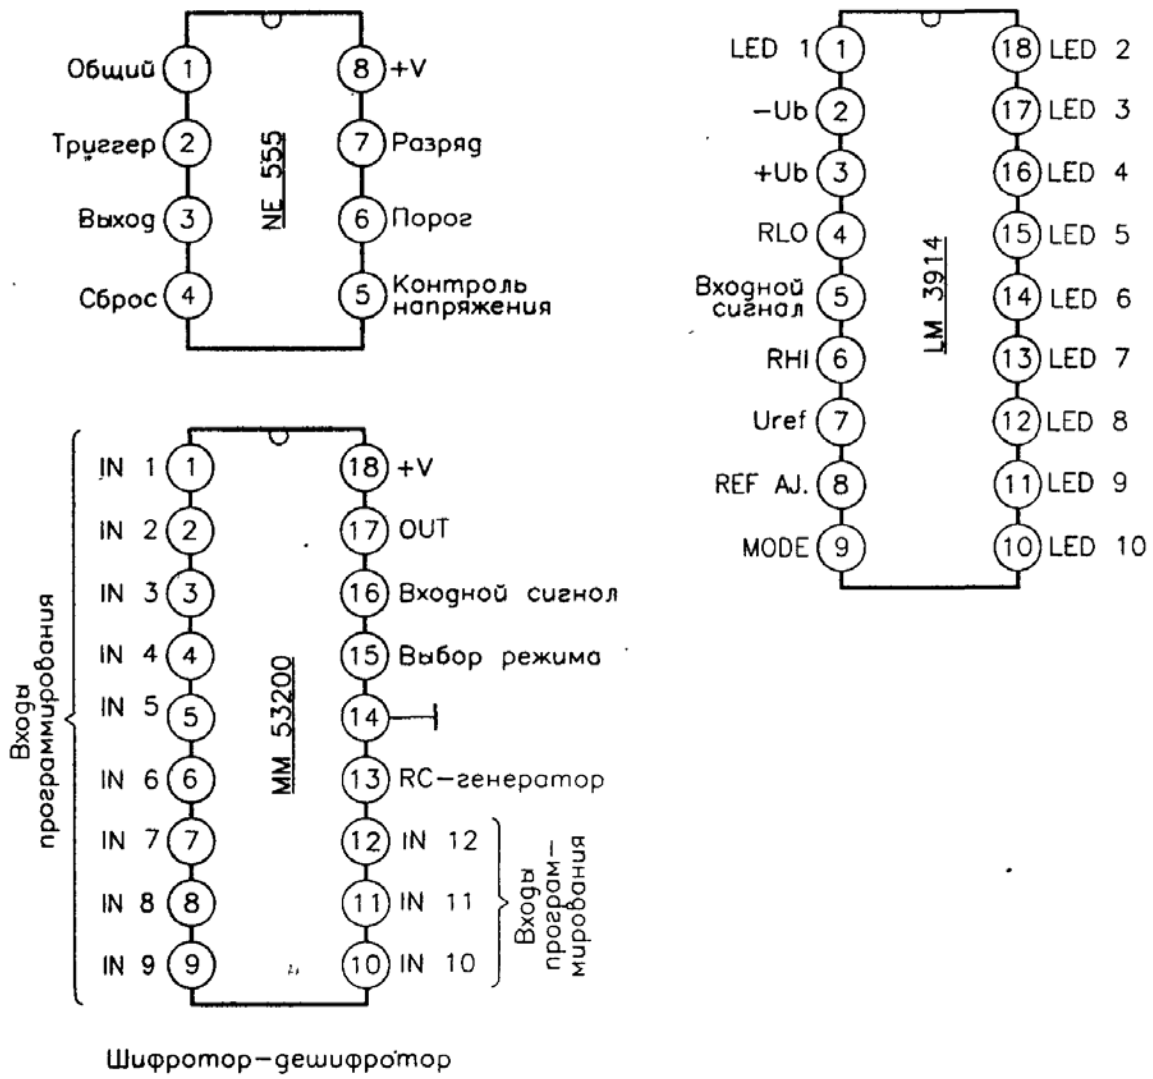 Общий 1 8 +V
Триггер 2 7 Разряд
Выход 3 6 Порог
Сброс 4 5 Контроль
напряжения
NE 555
LED 1 1 18 LED 2
–Ub 2 17 LED 3
+Ub 3 16 LED 4
RLO 4 15 LED 5
Входной
сигнал 5 14 LED 6
RHI 6 13 LED 7
Uref 7 12 LED 8
REF AJ. 8 11 LED 9
MODE 9 10 LED 10
LM 3914
IN 1 1 18 +V
IN 2 2 17 OUT
IN 3 3 16 Входной сигнол
IN 4 4 15 Выбор режима
IN 5 5 14
IN 6 6 13 RC–генератор
IN 7 7 12 IN 12
IN 8 8 11 IN 11
IN 9 9 10 IN 10
MM 53200
Входы
программирования
Входы
програм–
мирования
Шифротор–дешифротор